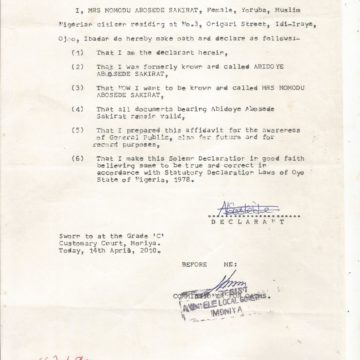 I, MRS MOMODU ABOSEDE SAKIRAT, Female, Yoruba, Muslim
Nigerian citizen residing at No.3, Origari Street, Idi-Iraye,
Ojoo, Ibadan do hereby make oath and declare as follows:-
(1) That I am the declarant herein,
(2) That I was formerly known and called ABIDOYE
ABOSEDE SAKIRAT,
(3) That NOW I want to be known and called MRS MOMODU
ABOSEDE SAKIRAT,
(4) That all documents bearing Abidoye Abosede
Sakirat remain valid,
(5) That I prepared this affidavit for the awareness
of General Public, also for future and for
record purposes,
(6) That I make this Solemn Declaration in good faith
believing same to be true and correct in
accordance with Statutory Declaration Laws of Oyo
State of Nigeria, 1978.
DECLARANT
Sworn to at the Grade 'C'
Customary Court, Moniya.
Today, 14th April, 2010.
BEFORE ME:
COMMISSIONER FOR OATHS
LOCAL
MONIYA